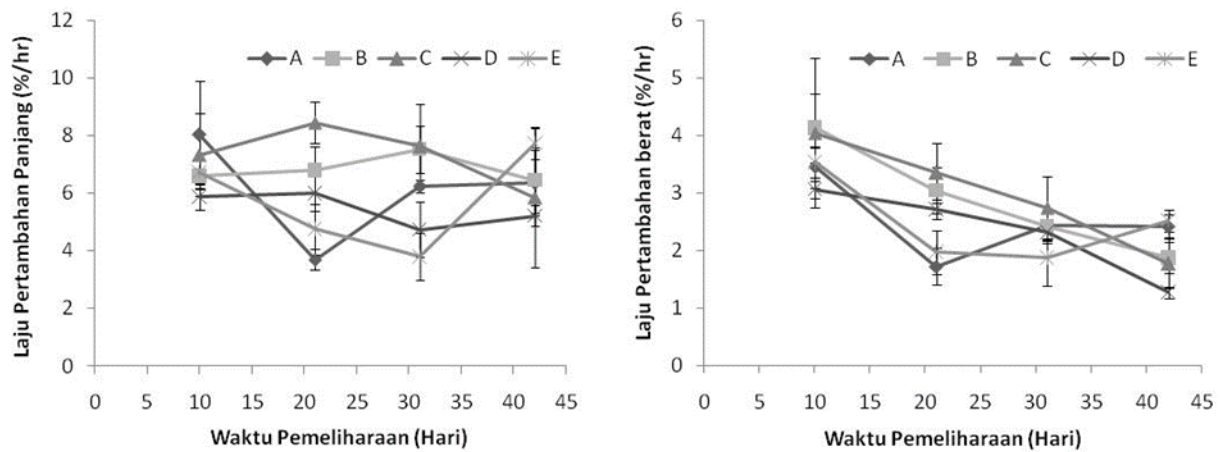 Laju Pertambahan Panjang (%/hr)
12
10
8
6
4
2
0
A B C D E
0 5 10 15 20 25 30 35 40 45
Waktu Pemeliharaan (Hari)
Laju Pertambahan berat (%/hr)
6
5
4
3
2
1
0
A B C D E
0 5 10 15 20 25 30 35 40 45
Waktu Pemeliharaan (Hari)